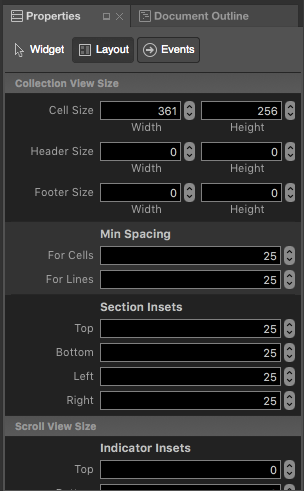 Properties Document Outline
Widget Layout Events
Collection View Size
Cell Size 361 256
Width Height
Header Size 0 0
Width Height
Footer Size 0 0
Width Height
Min Spacing
For Cells 25
For Lines 25
Section Insets
Top 25
Bottom 25
Left 25
Right 25
Scroll View Size
Indicator Insets
Top 0